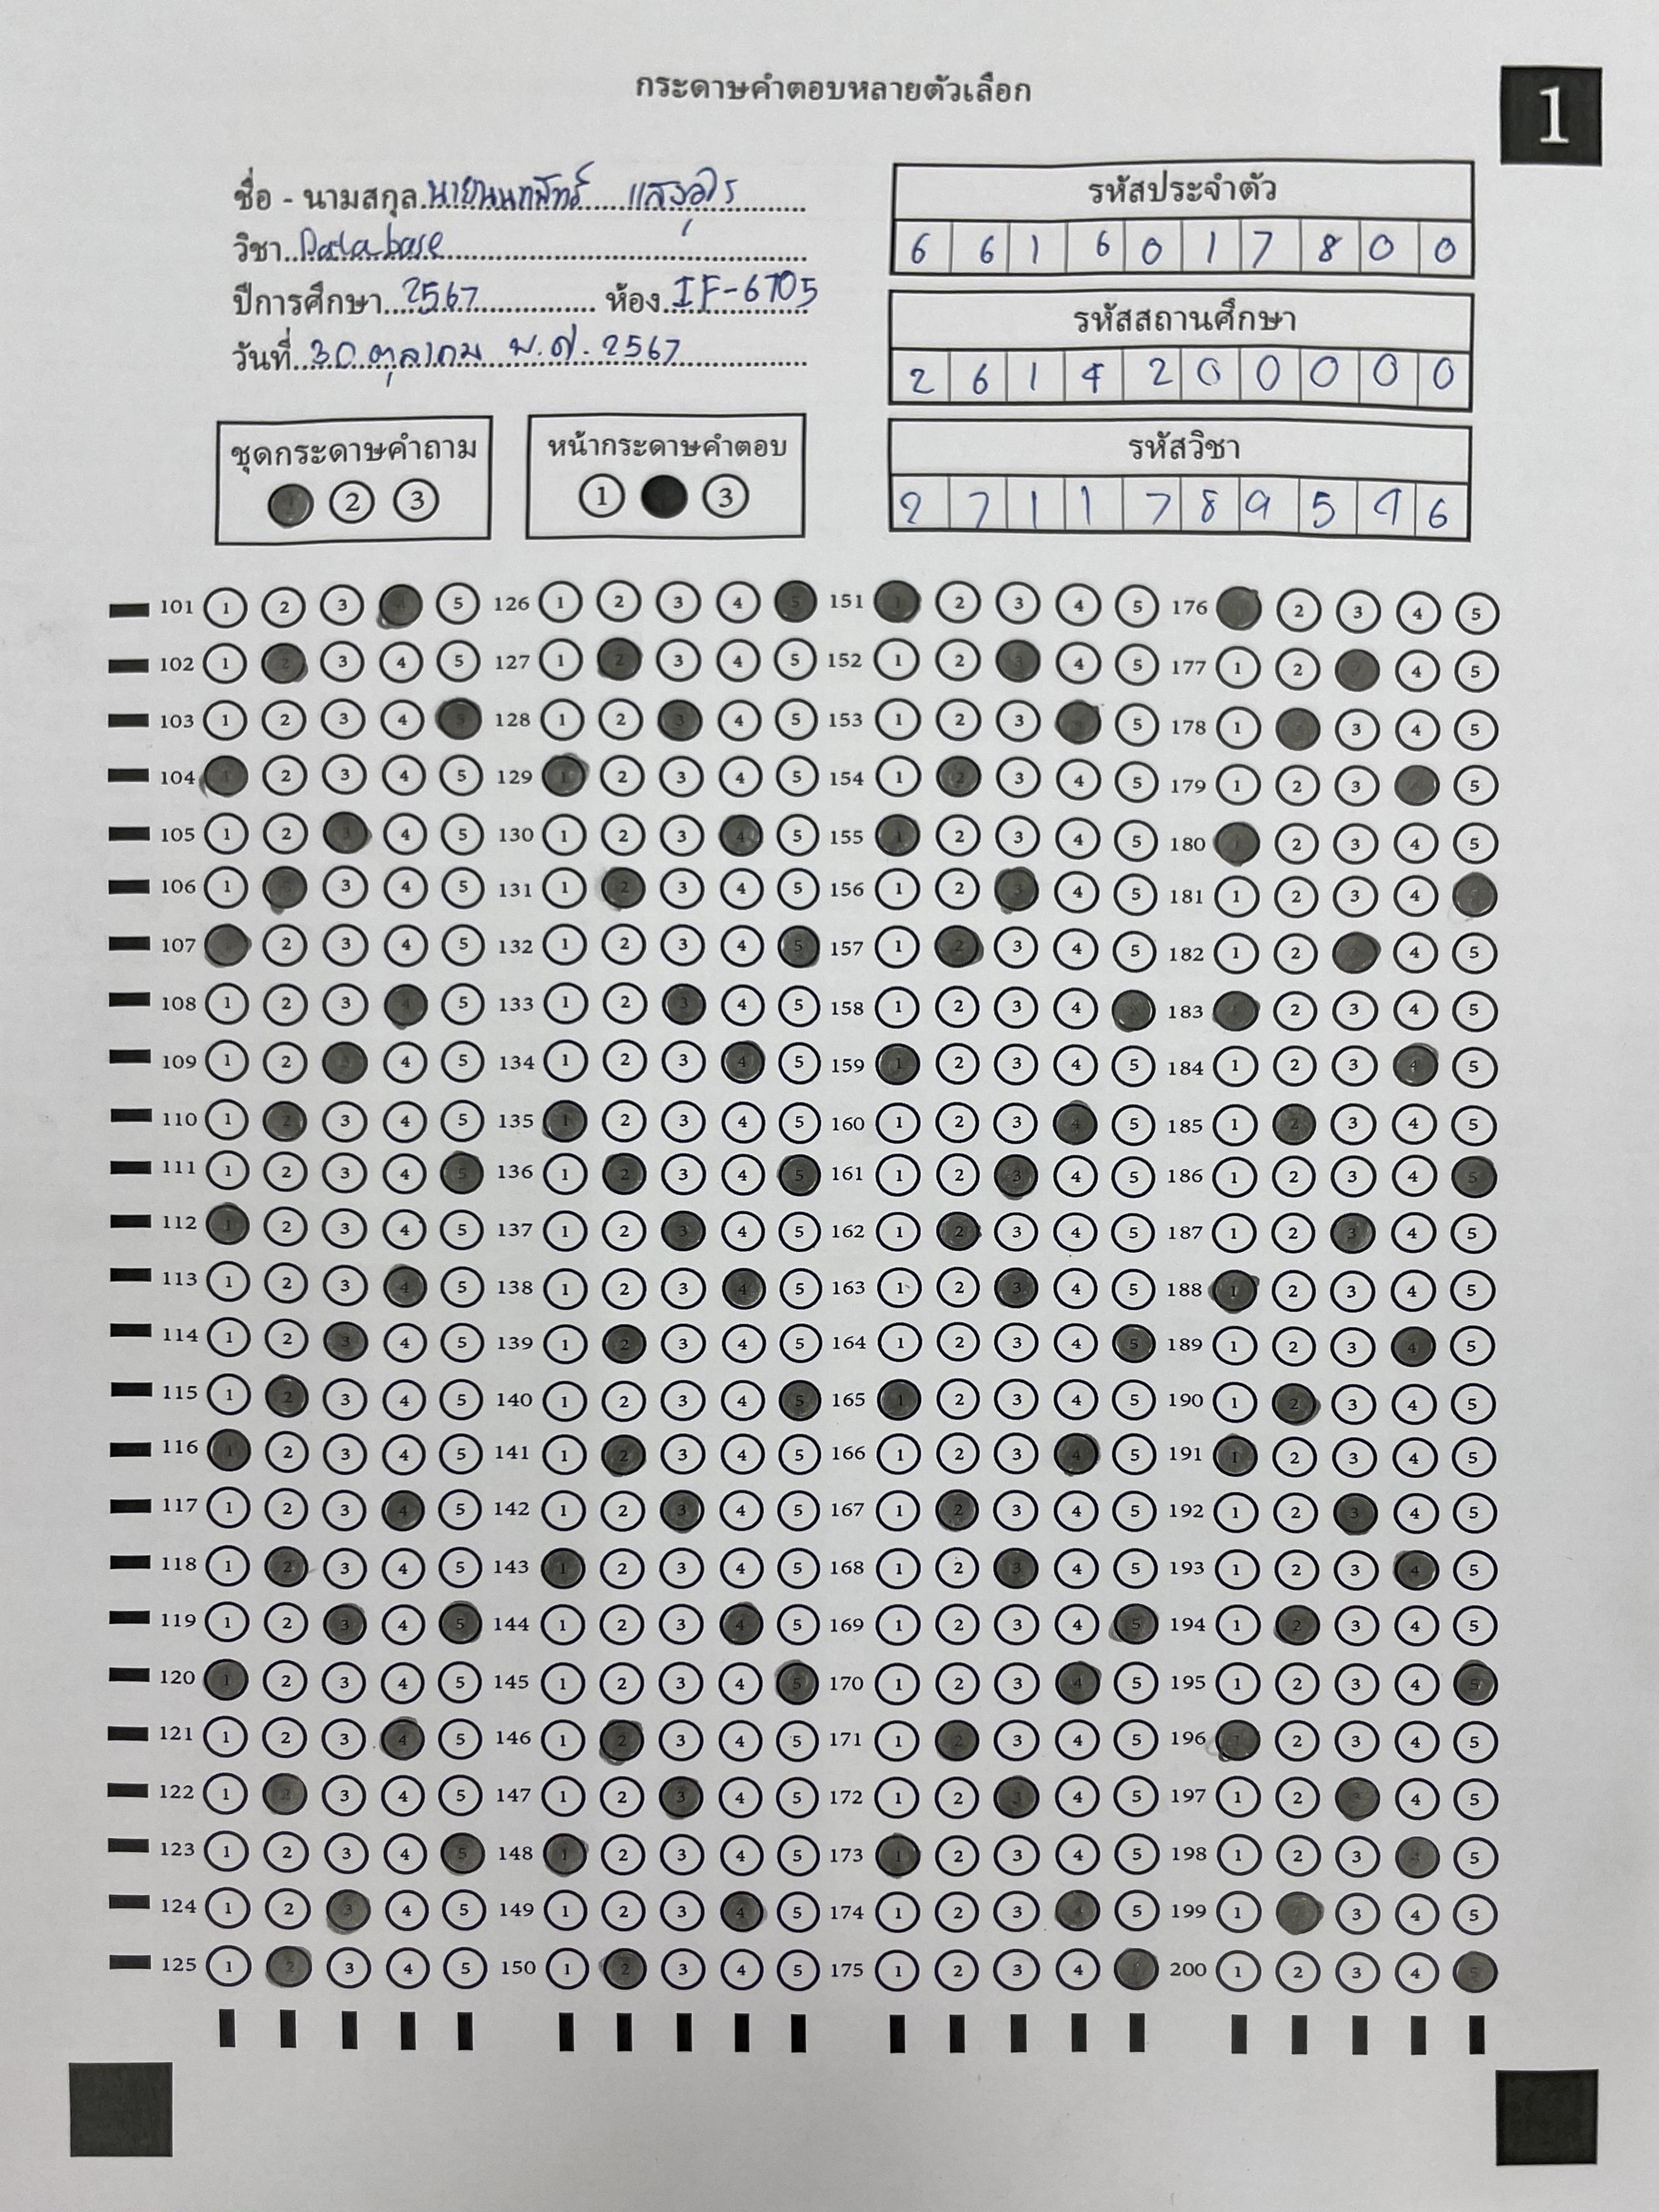 กระดาษคำตอบหลายตัวเลือก
1
ชื่อ - นามสกุล นาย
วิชา Database
ปีการศึกษา 2567 ห้อง IF-6705
วันที่ 30 ตุลาคม พ.ศ. 2567
รหัสประจำตัว
6 6 1 6 0 1 7 8 0 0
รหัสสถานศึกษา
2 6 1 4 2 0 0 0 0 0
ชุดกระดาษคำถาม
1 2 3
หน้ากระดาษคำตอบ
1 3
รหัสวิชา
2 7 1 1 7 8 9 5 4 6
101 1 2 3 4 5 126 1 2 3 4 5 151 1 2 3 4 5 176 1 2 3 4 5
102 1 2 3 4 5 127 1 2 3 4 5 152 1 2 3 4 5 177 1 2 3 4 5
103 1 2 3 4 5 128 1 2 3 4 5 153 1 2 3 4 5 178 1 2 3 4 5
104 1 2 3 4 5 129 1 2 3 4 5 154 1 2 3 4 5 179 1 2 3 4 5
105 1 2 3 4 5 130 1 2 3 4 5 155 1 2 3 4 5 180 1 2 3 4 5
106 1 2 3 4 5 131 1 2 3 4 5 156 1 2 3 4 5 181 1 2 3 4 5
107 1 2 3 4 5 132 1 2 3 4 5 157 1 2 3 4 5 182 1 2 3 4 5
108 1 2 3 4 5 133 1 2 3 4 5 158 1 2 3 4 5 183 1 2 3 4 5
109 1 2 3 4 5 134 1 2 3 4 5 159 1 2 3 4 5 184 1 2 3 4 5
110 1 2 3 4 5 135 1 2 3 4 5 160 1 2 3 4 5 185 1 2 3 4 5
111 1 2 3 4 5 136 1 2 3 4 5 161 1 2 3 4 5 186 1 2 3 4 5
112 1 2 3 4 5 137 1 2 3 4 5 162 1 2 3 4 5 187 1 2 3 4 5
113 1 2 3 4 5 138 1 2 3 4 5 163 1 2 3 4 5 188 1 2 3 4 5
114 1 2 3 4 5 139 1 2 3 4 5 164 1 2 3 4 5 189 1 2 3 4 5
115 1 2 3 4 5 140 1 2 3 4 5 165 1 2 3 4 5 190 1 2 3 4 5
116 1 2 3 4 5 141 1 2 3 4 5 166 1 2 3 4 5 191 1 2 3 4 5
117 1 2 3 4 5 142 1 2 3 4 5 167 1 2 3 4 5 192 1 2 3 4 5
118 1 2 3 4 5 143 1 2 3 4 5 168 1 2 3 4 5 193 1 2 3 4 5
119 1 2 3 4 5 144 1 2 3 4 5 169 1 2 3 4 5 194 1 2 3 4 5
120 1 2 3 4 5 145 1 2 3 4 5 170 1 2 3 4 5 195 1 2 3 4 5
121 1 2 3 4 5 146 1 2 3 4 5 171 1 2 3 4 5 196 1 2 3 4 5
122 1 2 3 4 5 147 1 2 3 4 5 172 1 2 3 4 5 197 1 2 3 4 5
123 1 2 3 4 5 148 1 2 3 4 5 173 1 2 3 4 5 198 1 2 3 4 5
124 1 2 3 4 5 149 1 2 3 4 5 174 1 2 3 4 5 199 1 2 3 4 5
125 1 2 3 4 5 150 1 2 3 4 5 175 1 2 3 4 5 200 1 2 3 4 5